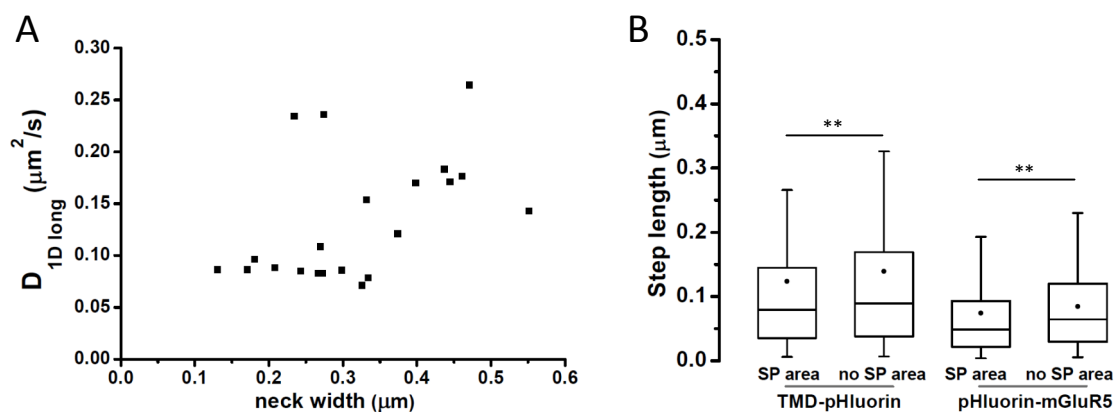 A
0.30
0.25
0.20
0.15
0.10
0.05
0.00
D 1D long (μm²/s)
0.0 0.1 0.2 0.3 0.4 0.5 0.6
neck width (μm)
B
0.5
0.4
0.3
0.2
0.1
0.0
Step length (μm)
** **
SP area no SP area SP area no SP area
TMD-pHluorin pHluorin-mGluR5